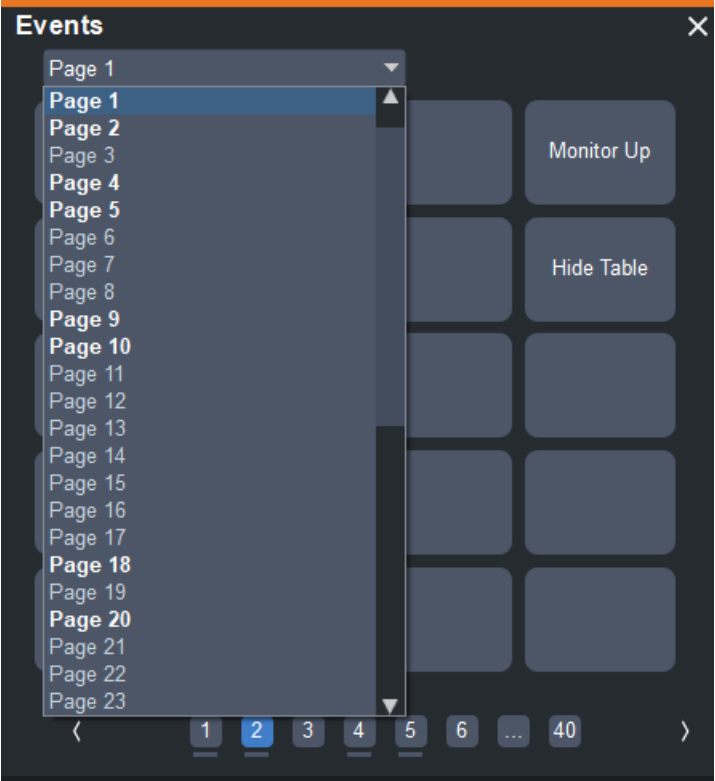 Events
Page 1
Page 1
Page 2
Page 3
Page 4
Page 5
Page 6
Page 7
Page 8
Page 9
Page 10
Page 11
Page 12
Page 13
Page 14
Page 15
Page 16
Page 17
Page 18
Page 19
Page 20
Page 21
Page 22
Page 23
Monitor Up
Hide Table
1 2 3 4 5 6 ... 40